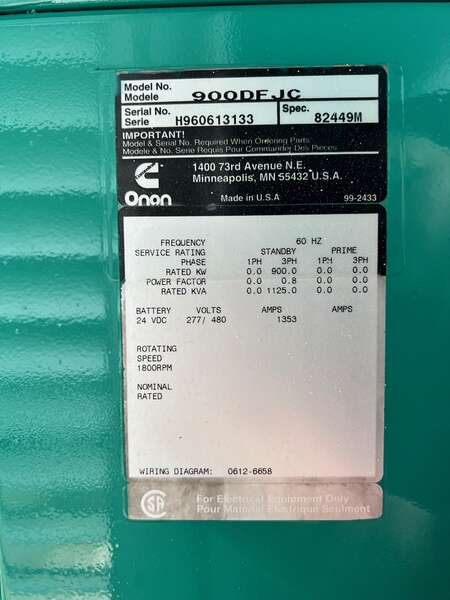 Model No.
Modele 900DFJC
Serial No. Spec.
Serie H960613133 82449M
IMPORTANT!
Model & Serial No. Required When Ordering Parts.
Modele & No. Serie Requis Pour Commander Des Pieces.
1400 73rd Avenue N.E.
Minneapolis, MN 55432 U.S.A.
Onan Made in U.S.A 99-2433
FREQUENCY 60 HZ
SERVICE RATING STANDBY PRIME
PHASE 1PH 3PH 1PH 3PH
RATED KW 0.0 900.0 0.0 0.0
POWER FACTOR 0.0 0.8 0.0 0.0
RATED KVA 0.0 1125.0 0.0 0.0
BATTERY VOLTS AMPS AMPS
24 VDC 277/ 480 1353
ROTATING
SPEED
1800RPM
NOMINAL
RATED
WIRING DIAGRAM: 0612-6658
SA For Electrical Equipment Only
Pour Material Electrique Seulment